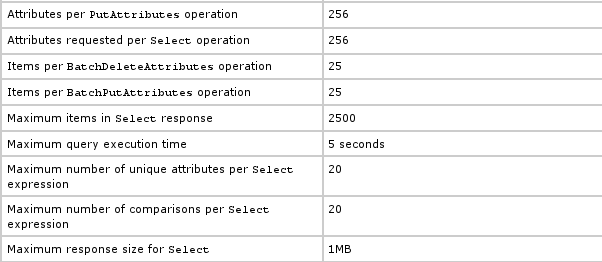 Attributes per PutAttributes operation 256
Attributes requested per Select operation 256
Items per BatchDeleteAttributes operation 25
Items per BatchPutAttributes operation 25
Maximum items in Select response 2500
Maximum query execution time 5 seconds
Maximum number of unique attributes per Select 20
expression
Maximum number of comparisons per Select 20
expression
Maximum response size for Select 1MB